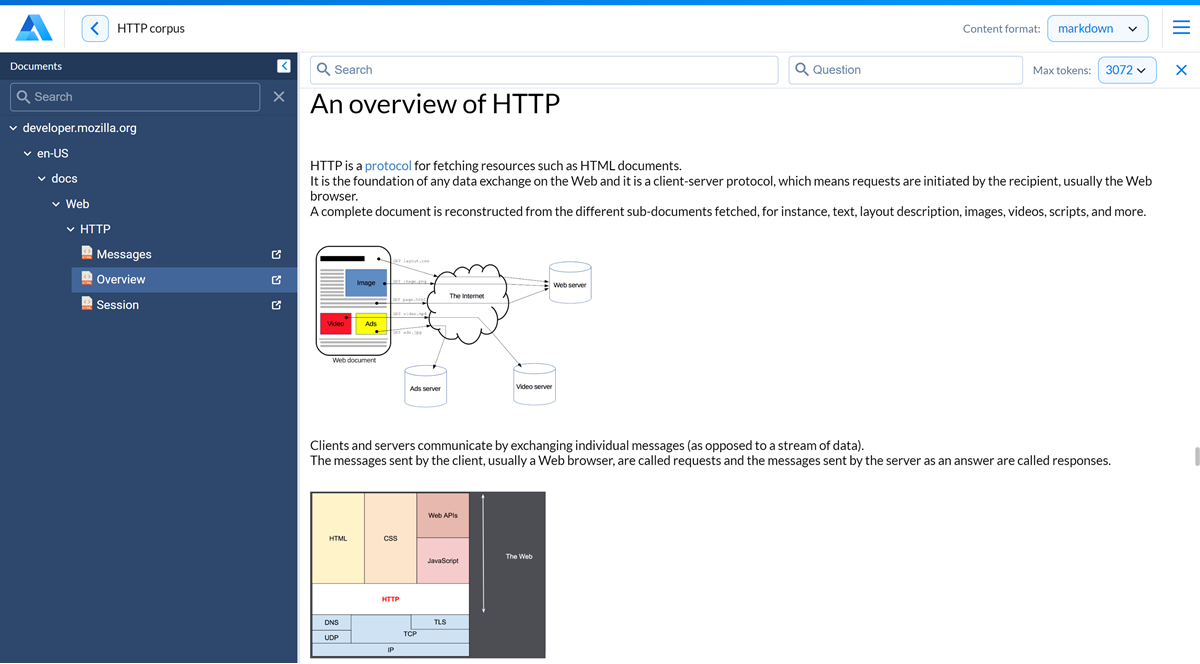 HTTP corpus
Content format:
markdown
Documents
Search
developer.mozilla.org
en-US
docs
Web
HTTP
Messages
Overview
Session
Search
Question
Max tokens:
3072
An overview of HTTP
HTTP is a protocol for fetching resources such as HTML documents.
It is the foundation of any data exchange on the Web and it is a client-server protocol, which means requests are initiated by the recipient, usually the Web
browser.
A complete document is reconstructed from the different sub-documents fetched, for instance, text, layout description, images, videos, scripts, and more.
GET layout.css
Image
GET image.png
The Internet
Web server
GET page.html
Video
Ads
GET video.mp4
GET ads.jpg
Web document
Ads server
Video server
Clients and servers communicate by exchanging individual messages (as opposed to a stream of data).
The messages sent by the client, usually a Web browser, are called requests and the messages sent by the server as an answer are called responses.
HTML
CSS
Web APIs
JavaScript
The Web
HTTP
DNS
TLS
UDP
TCP
IP